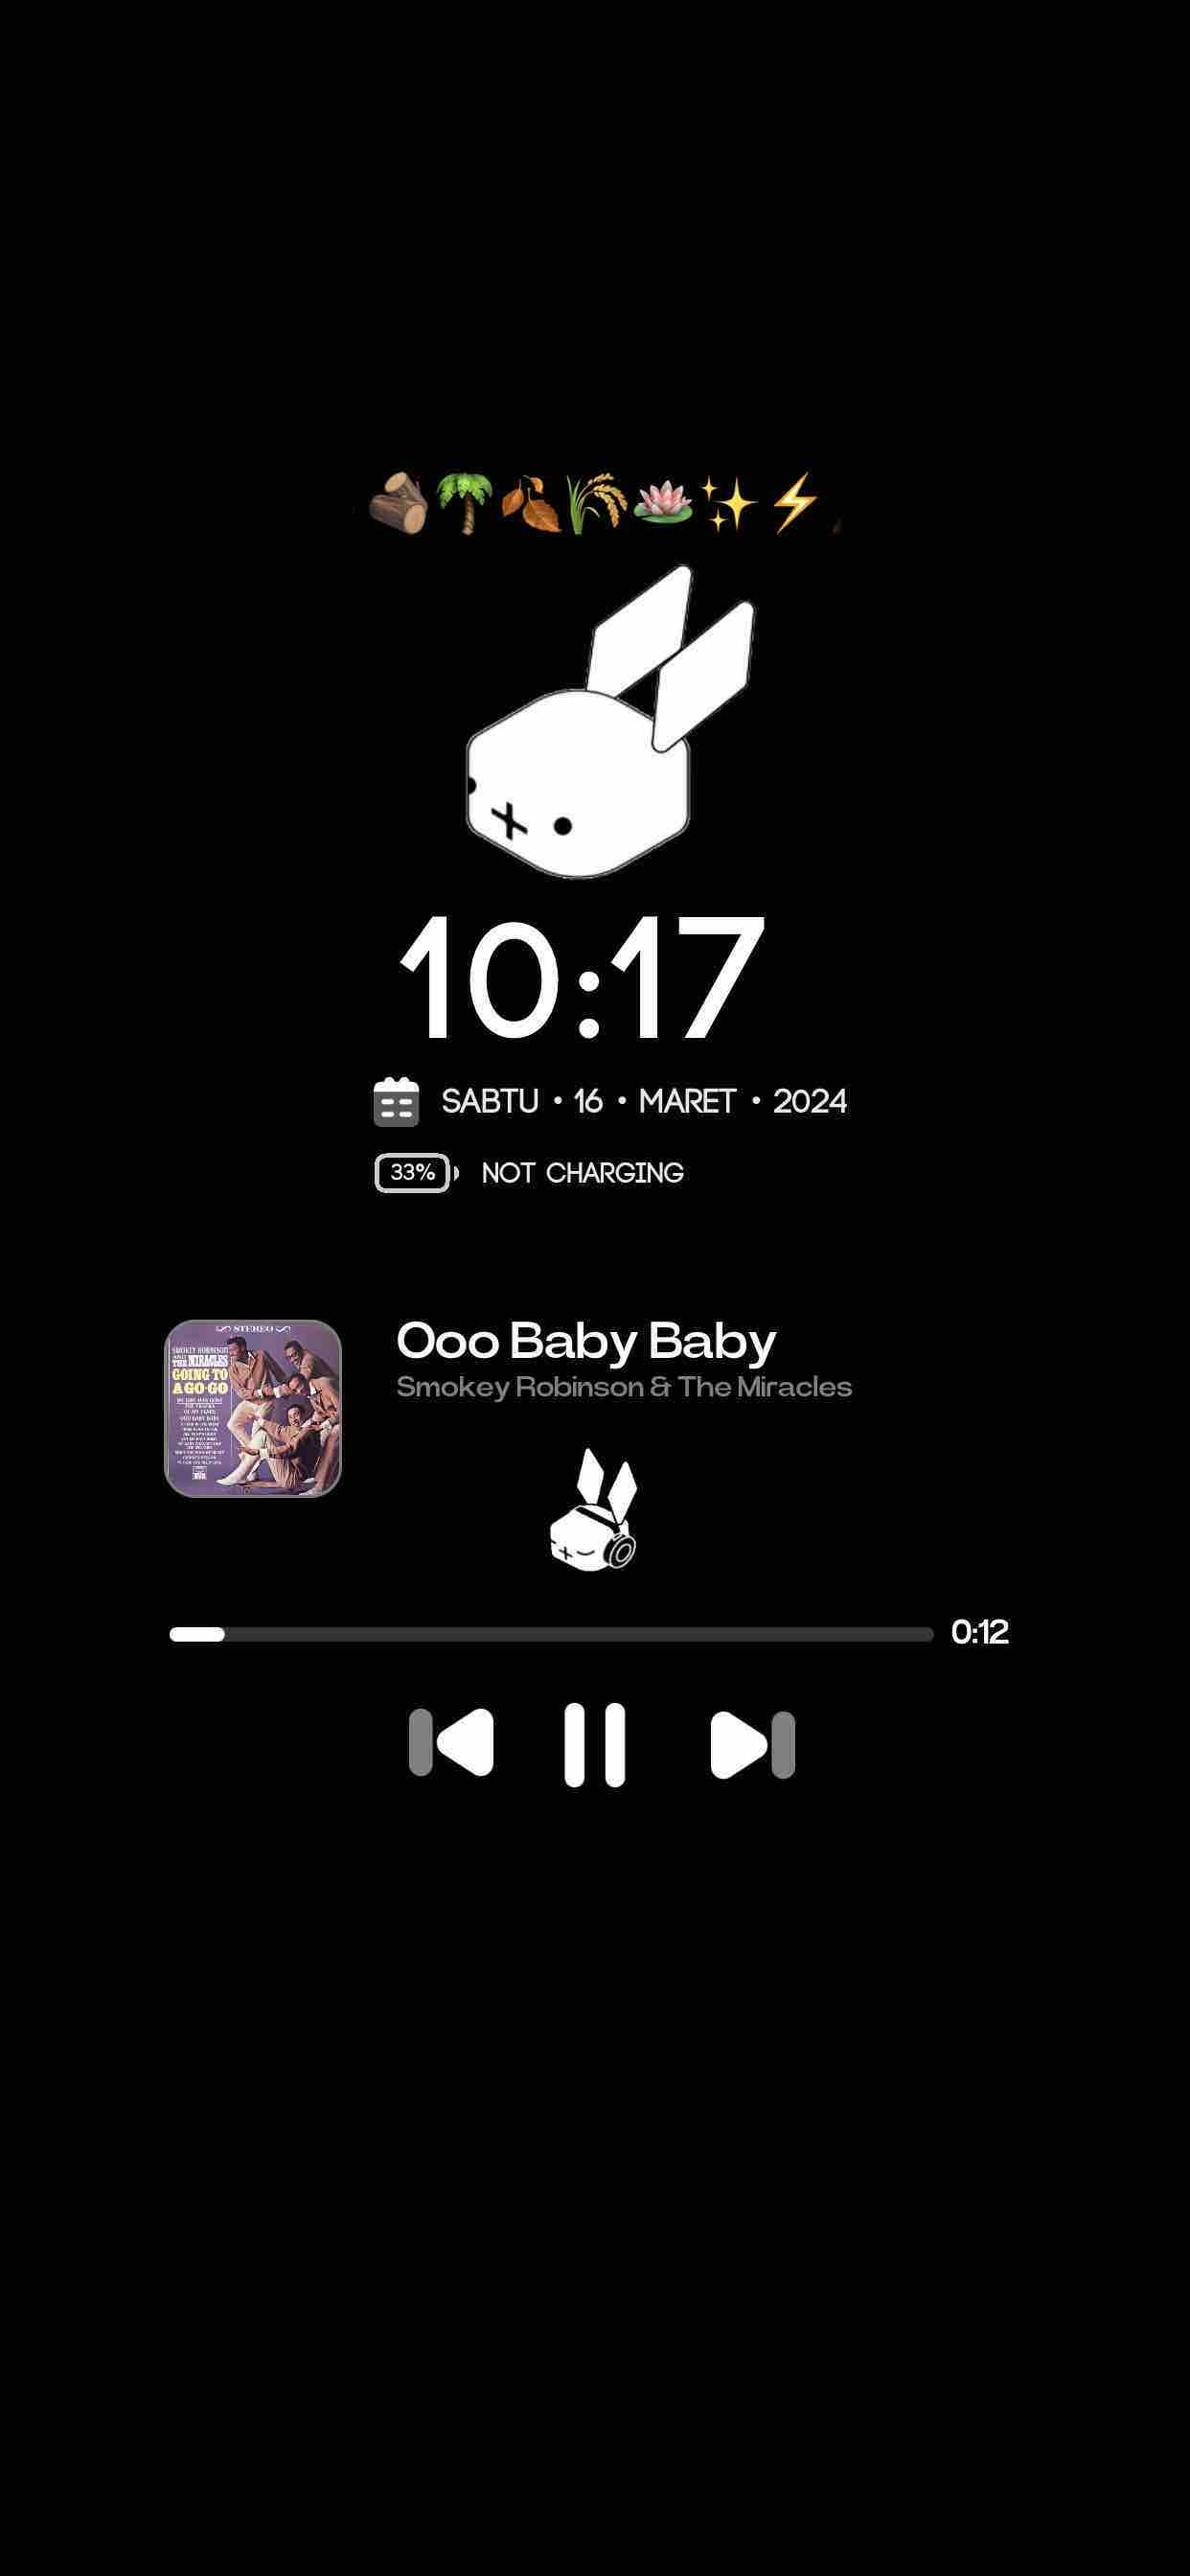 10:17
SABTU • 16 • MARET • 2024
33% NOT CHARGING
STEREO
SMOKEY ROBINSON
AND
THE MIRACLES
GOING TO
A GO-GO
Ooo Baby Baby
Smokey Robinson & The Miracles
0:12